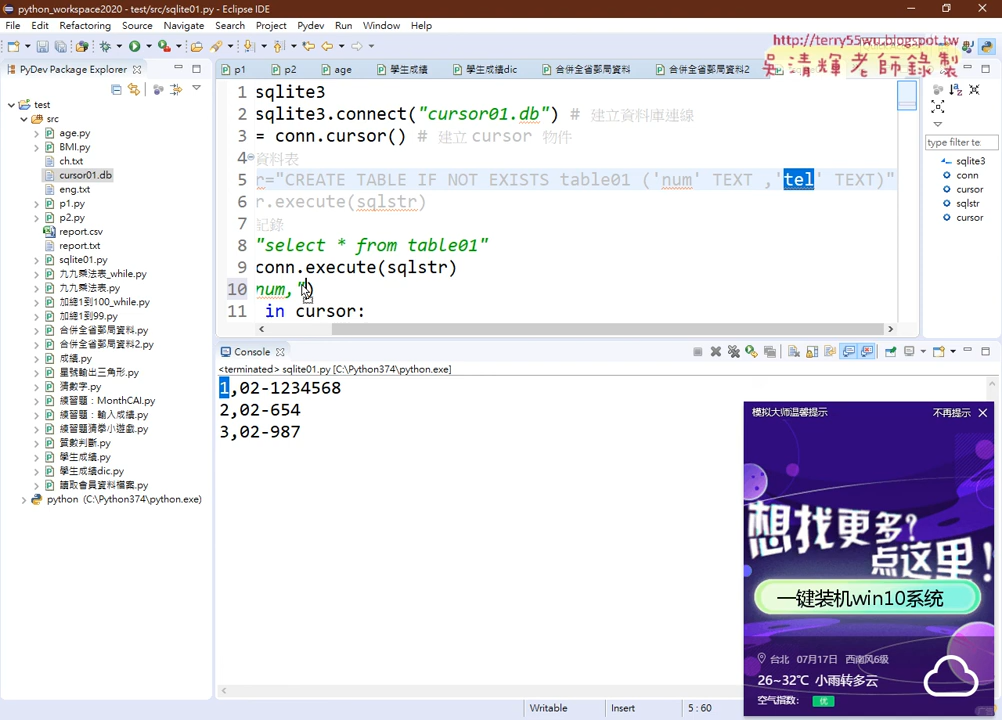 python_workspace2020 - test/src/sqlite01.py - Eclipse IDE
File Edit Refactoring Source Navigate Search Project Pydev Run Window Help
http://terry55wu.blogspot.tw
吳清輝老師錄製
PyDev Package Explorer
p1 p2 age 學生成績 學生成績dic 合併全省郵局資料 合併全省郵局資料2
test
src
age.py
BMI.py
ch.txt
cursor01.db
eng.txt
p1.py
p2.py
report.csv
report.txt
sqlite01.py
九九乘法表_while.py
九九乘法表.py
加總1到100_while.py
加總1到99.py
合併全省郵局資料.py
合併全省郵局資料2.py
成績.py
星號輸出三角形.py
猜數字.py
練習題：MonthCAI.py
練習題：輸入成績.py
練習題猜拳小遊戲.py
質數判斷.py
學生成績.py
學生成績dic.py
讀取會員資料檔案.py
python (C:\Python374\python.exe)
1 sqlite3
2 sqlite3.connect("cursor01.db") # 建立資料庫連線
3 = conn.cursor() # 建立 cursor 物件
4 資料表
5 r="CREATE TABLE IF NOT EXISTS table01 ('num' TEXT ,'tel' TEXT)"
6 r.execute(sqlstr)
7 記錄
8 "select * from table01"
9 conn.execute(sqlstr)
10 num,")
11 in cursor:
type filter te:
sqlite3
conn
cursor
sqlstr
cursor
Console
<terminated> sqlite01.py [C:\Python374\python.exe]
1,02-1234568
2,02-654
3,02-987
模拟大师温馨提示 不再提示
想找更多?
点这里!
一键装机win10系统
台北 07月17日 西南风6级
26~32℃ 小雨转多云
空气指数: 优
Writable Insert 5 : 60